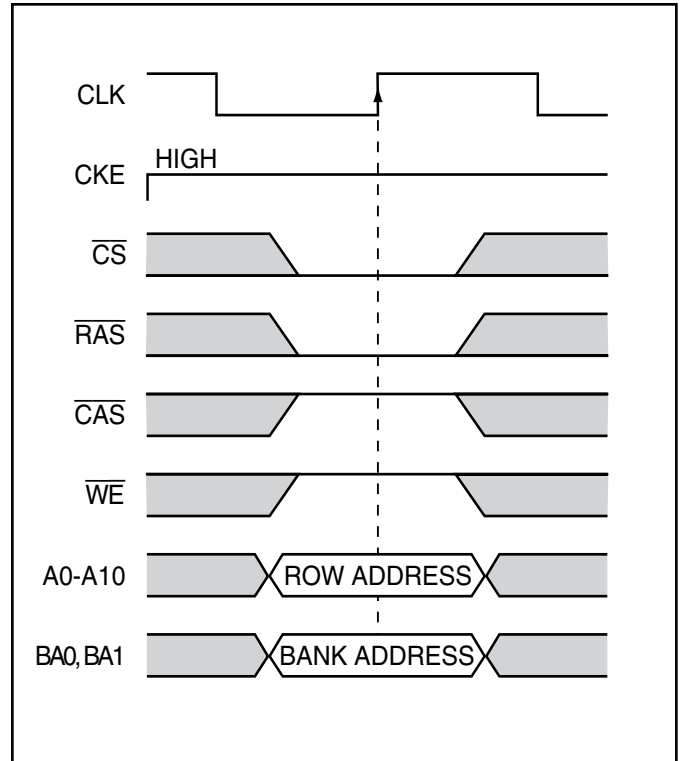 CLK
HIGH
CKE
CS
RAS
CAS
WE
A0-A10 ROW ADDRESS
BA0, BA1 BANK ADDRESS